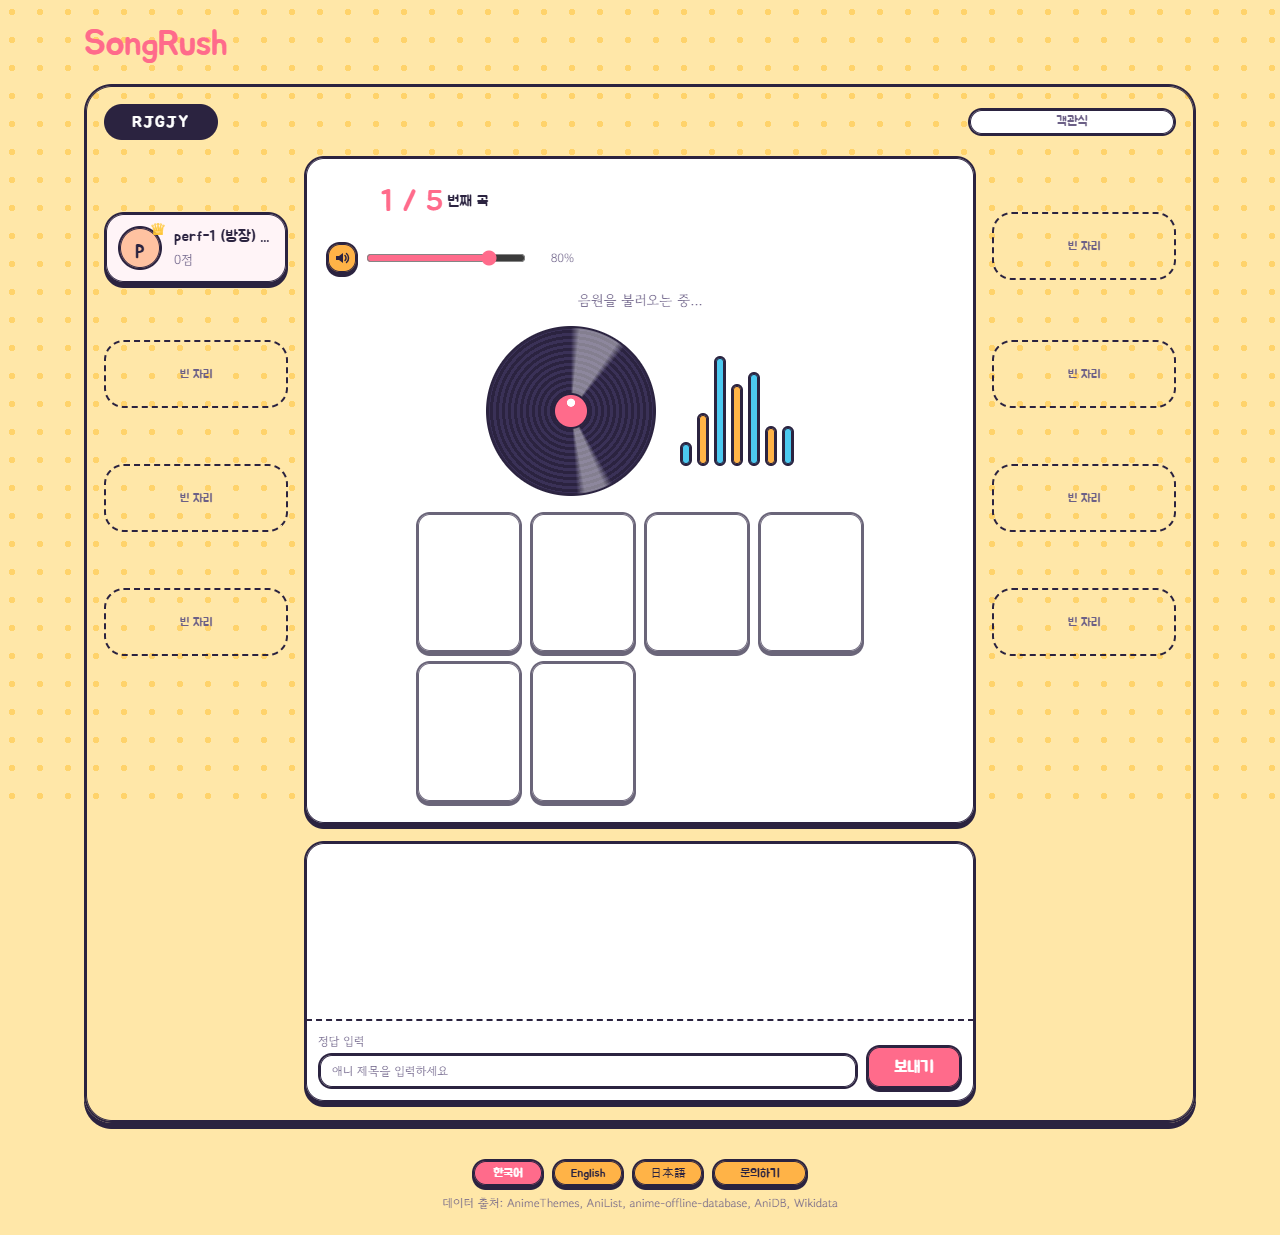 SongRush
RJGJY
객관식
1 / 5 번째 곡
P
perf-1 (방장) ...
0점
80%
음원을 불러오는 중...
빈 자리
빈 자리
빈 자리
빈 자리
빈 자리
빈 자리
빈 자리
정답 입력
애니 제목을 입력하세요
보내기
한국어
English
日本語
문의하기
데이터 출처: AnimeThemes, AniList, anime-offline-database, AniDB, Wikidata